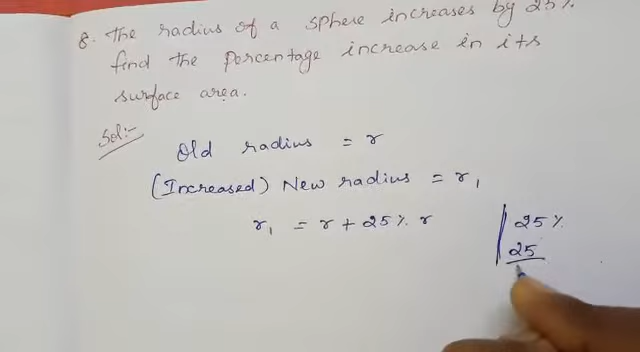 8. The radius of a sphere increases by 25%
find the percentage increase in its
surface area.
Sol:-
Old radius = r
(Increased) New radius = r₁
r₁ = r + 25% r
25%
25